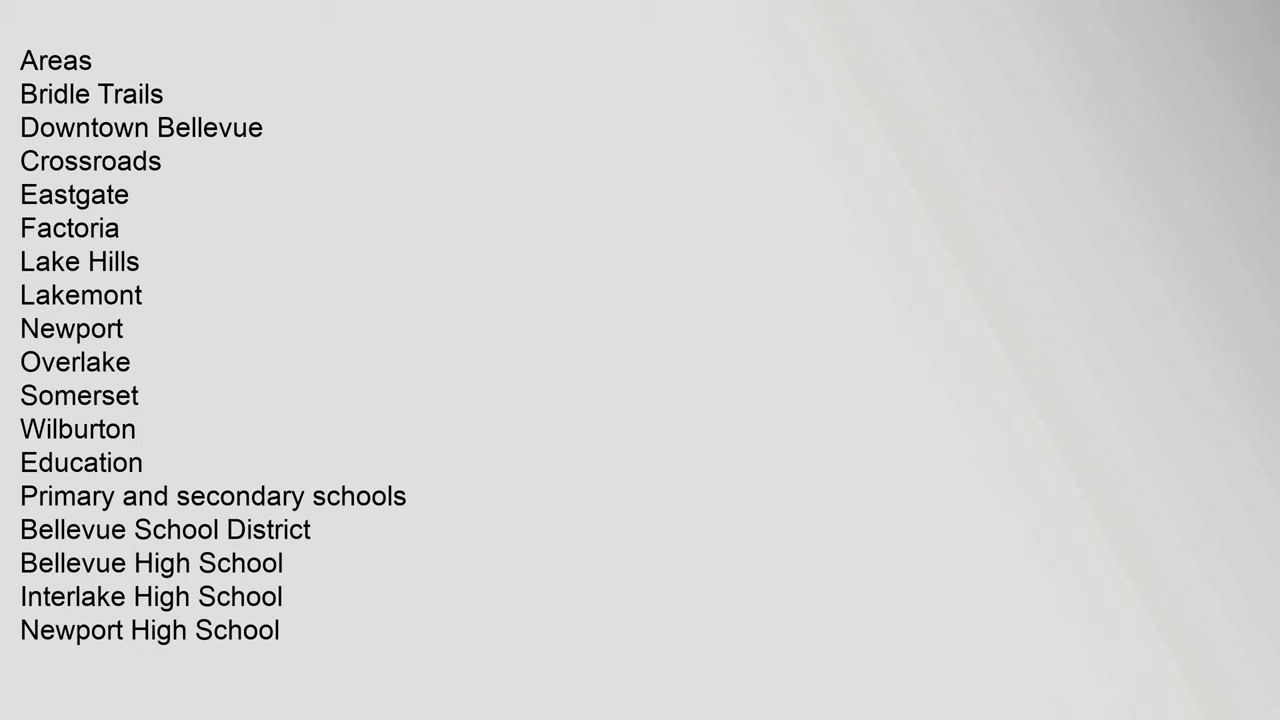 Areas
Bridle Trails
Downtown Bellevue
Crossroads
Eastgate
Factoria
Lake Hills
Lakemont
Newport
Overlake
Somerset
Wilburton
Education
Primary and secondary schools
Bellevue School District
Bellevue High School
Interlake High School
Newport High School